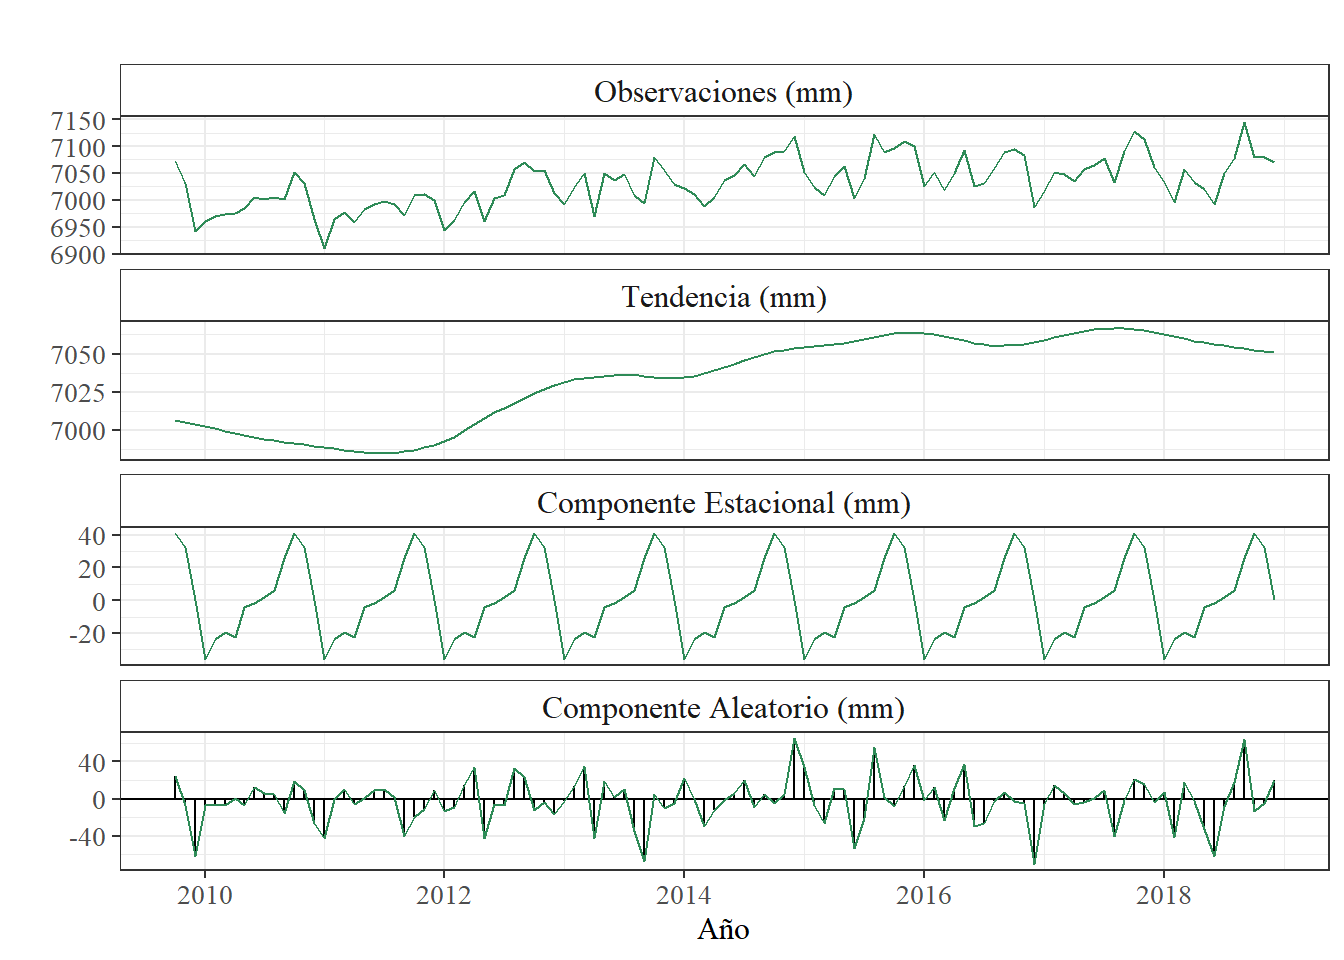 Observaciones (mm)
7150
7100
7050
7000
6950
6900
Tendencia (mm)
7050
7025
7000
Componente Estacional (mm)
40
20
0
-20
Componente Aleatorio (mm)
40
0
-40
2010 2012 2014 2016 2018
Año